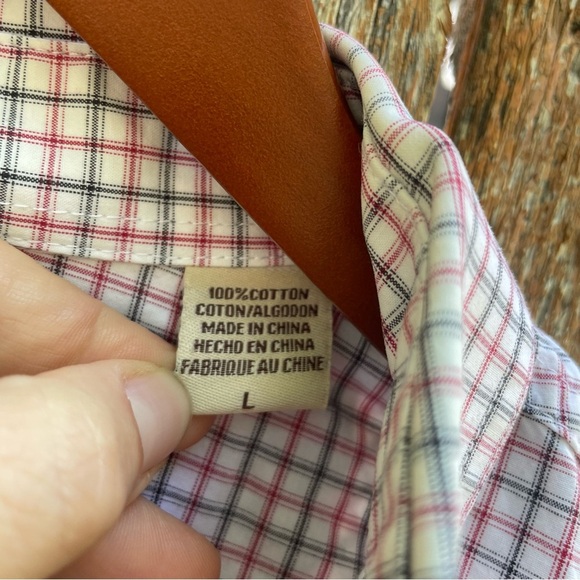 100%COTTON
COTON/ALGODON
MADE IN CHINA
HECHO EN CHINA
FABRIQUE AU CHINE
L